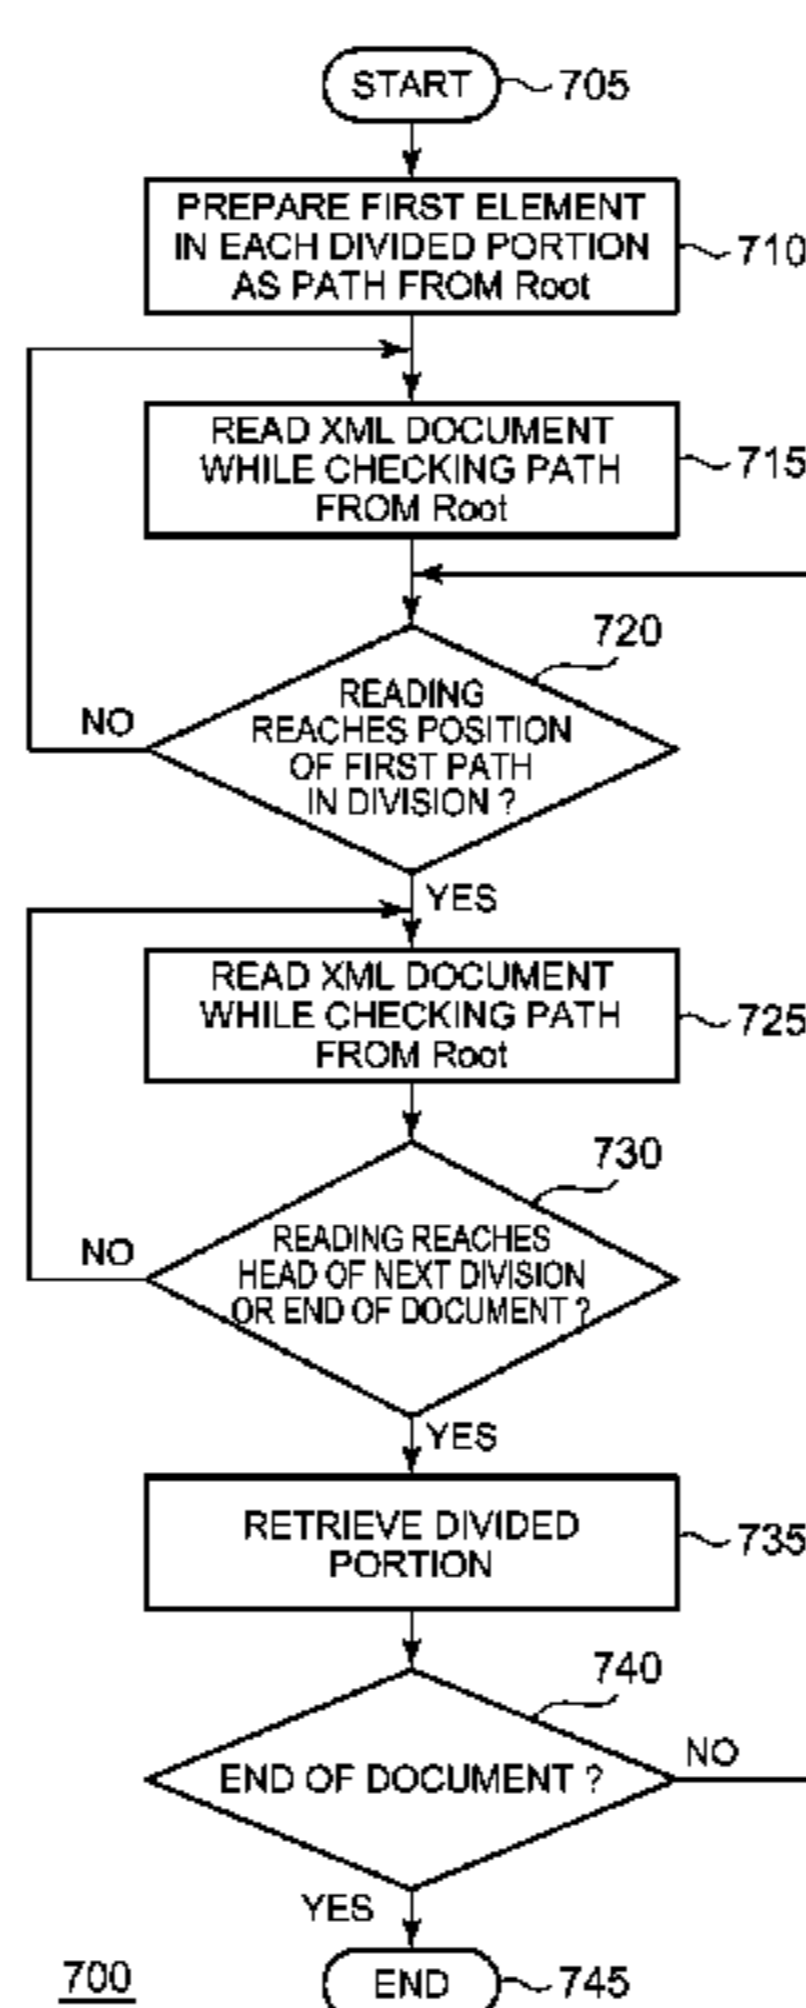 START
705
PREPARE FIRST ELEMENT
IN EACH DIVIDED PORTION
AS PATH FROM Root
710
READ XML DOCUMENT
WHILE CHECKING PATH
FROM Root
715
720
READING
REACHES POSITION
OF FIRST PATH
IN DIVISION ?
NO
YES
READ XML DOCUMENT
WHILE CHECKING PATH
FROM Root
725
730
READING REACHES
HEAD OF NEXT DIVISION
OR END OF DOCUMENT ?
NO
YES
RETRIEVE DIVIDED
PORTION
735
740
END OF DOCUMENT ?
NO
YES
700
END
745